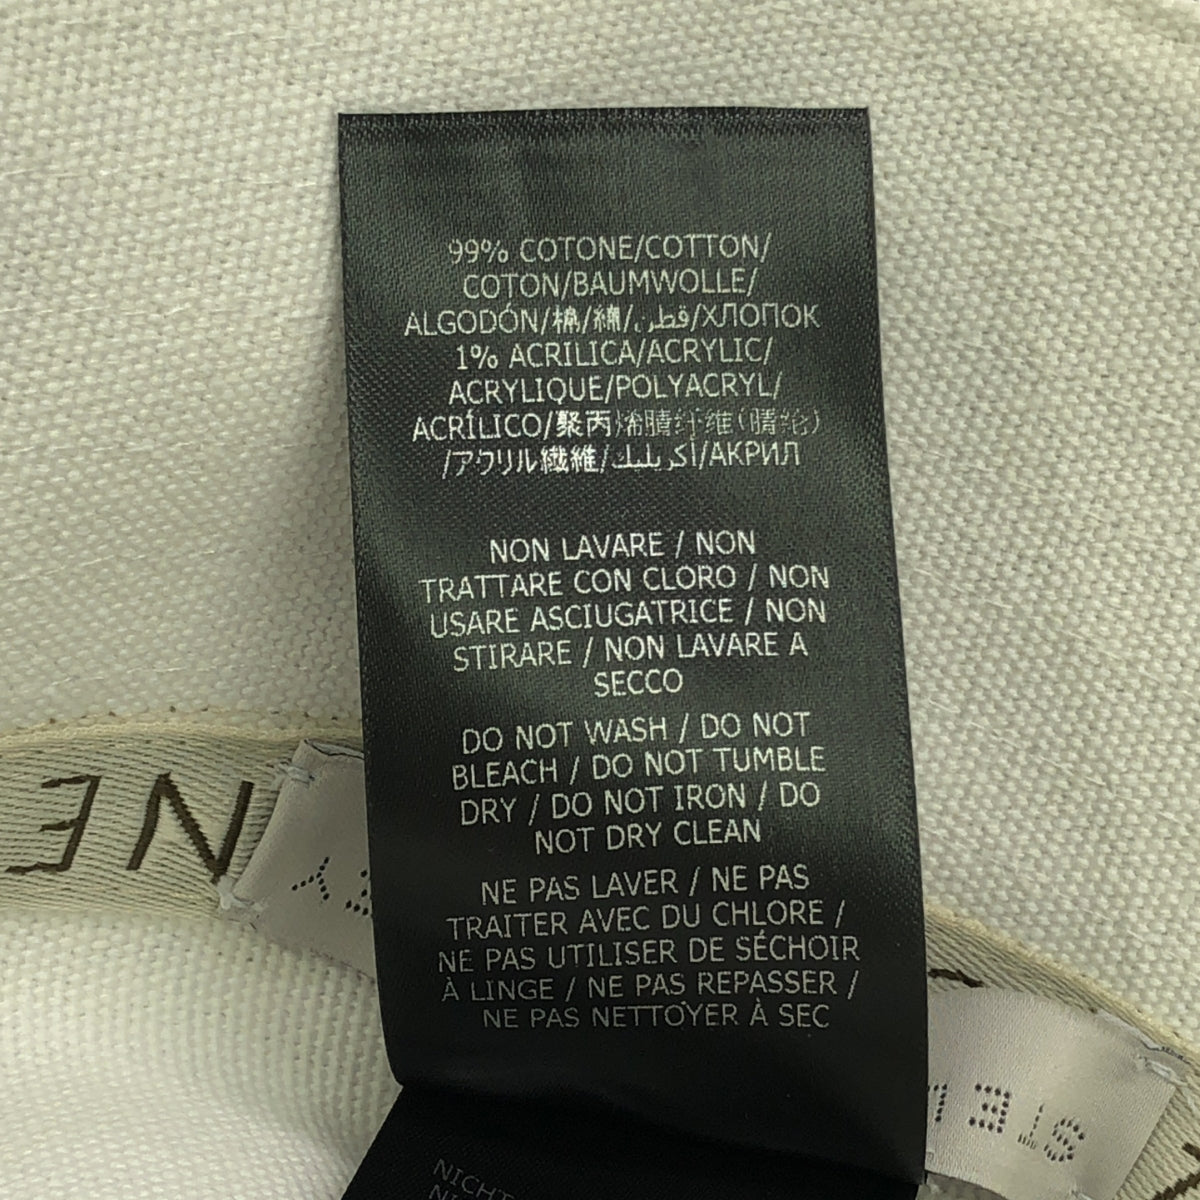 99% COTONE/COTTON/
COTON/BAUMWOLLE/
ALGODÓN/棉/綿/قطن/ХЛОПОК
1% ACRILICA/ACRYLIC/
ACRYLIQUE/POLYACRYL/
ACRÍLICO/聚丙烯腈纤维(腈纶)
/アクリル繊維/أكريليك/АКРИЛ
NON LAVARE / NON
TRATTARE CON CLORO / NON
USARE ASCIUGATRICE / NON
STIRARE / NON LAVARE A
SECCO
DO NOT WASH / DO NOT
BLEACH / DO NOT TUMBLE
DRY / DO NOT IRON / DO
NOT DRY CLEAN
NE PAS LAVER / NE PAS
TRAITER AVEC DU CHLORE /
NE PAS UTILISER DE SÉCHOIR
À LINGE / NE PAS REPASSER /
NE PAS NETTOYER À SEC
NICHT